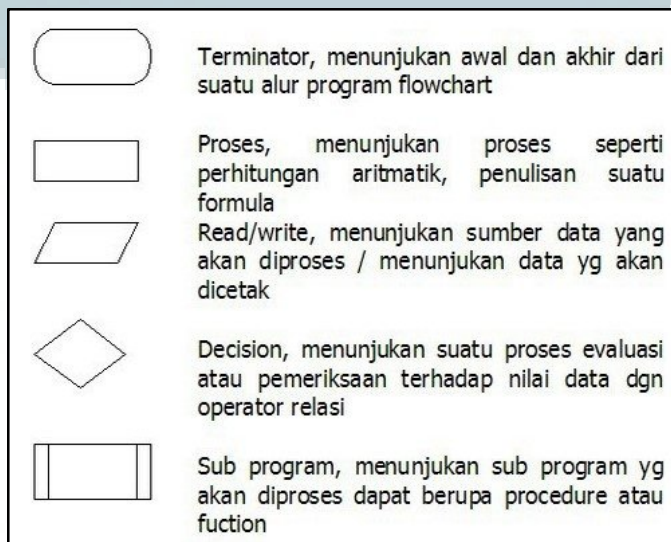 Terminator, menunjukan awal dan akhir dari
suatu alur program flowchart
Proses, menunjukan proses seperti
perhitungan aritmatik, penulisan suatu
formula
Read/write, menunjukan sumber data yang
akan diproses / menunjukan data yg akan
dicetak
Decision, menunjukan suatu proses evaluasi
atau pemeriksaan terhadap nilai data dgn
operator relasi
Sub program, menunjukan sub program yg
akan diproses dapat berupa procedure atau
fuction